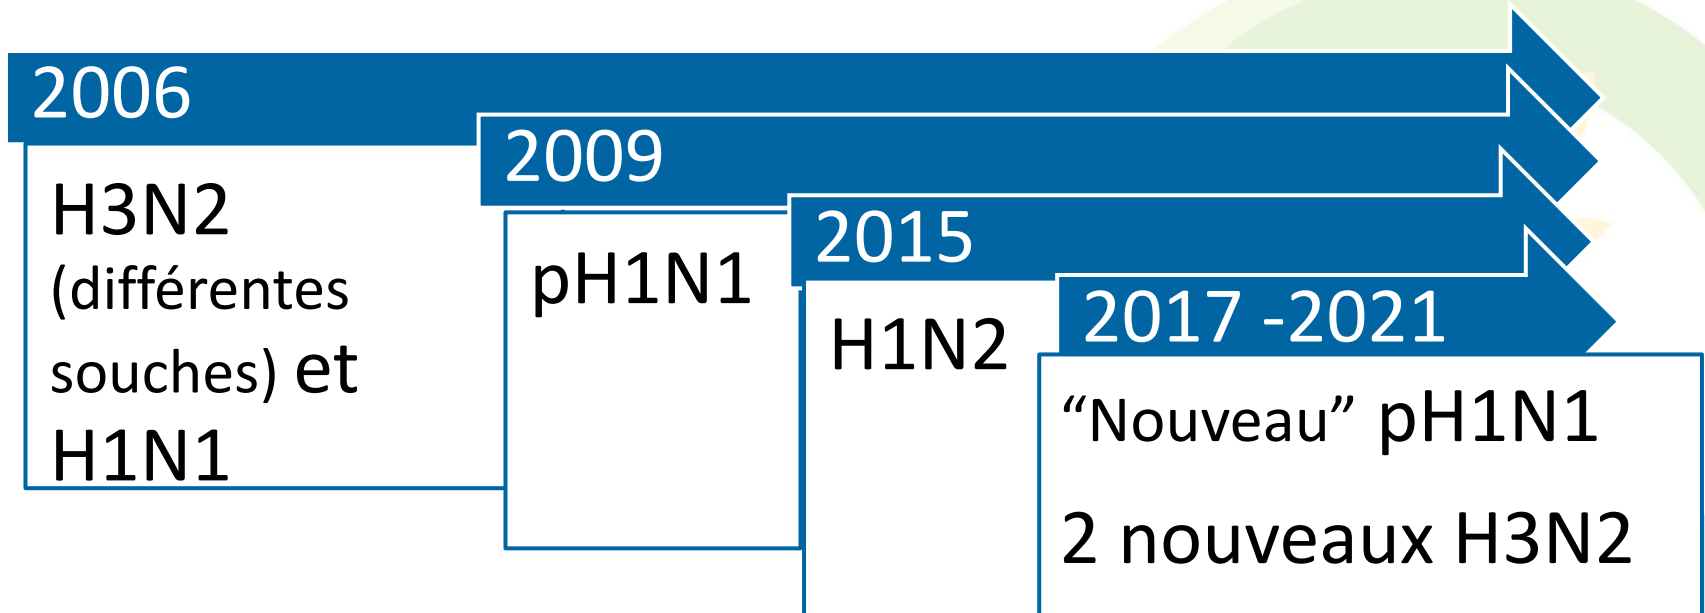 2006
H3N2
(différentes
souches) et
H1N1
2009
pH1N1
2015
H1N2
2017 -2021
“Nouveau” pH1N1
2 nouveaux H3N2